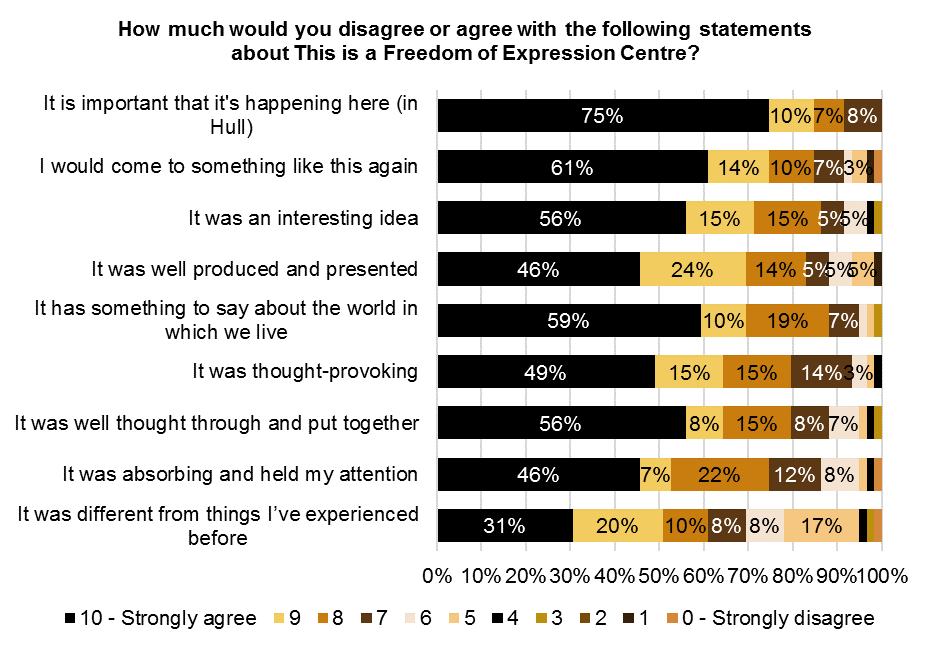 How much would you disagree or agree with the following statements
about This is a Freedom of Expression Centre?
It is important that it's happening here (in
Hull)
75% 10% 7% 8%
I would come to something like this again
61% 14% 10% 7% 3%
It was an interesting idea
56% 15% 15% 5% 5%
It was well produced and presented
46% 24% 14% 5% 5% 5%
It has something to say about the world in
which we live
59% 10% 19% 7%
It was thought-provoking
49% 15% 15% 14% 3%
It was well thought through and put together
56% 8% 15% 8% 7%
It was absorbing and held my attention
46% 7% 22% 12% 8%
It was different from things I’ve experienced
before
31% 20% 10% 8% 8% 17%
0% 10% 20% 30% 40% 50% 60% 70% 80% 90% 100%
10 - Strongly agree 9 8 7 6 5 4 3 2 1 0 - Strongly disagree